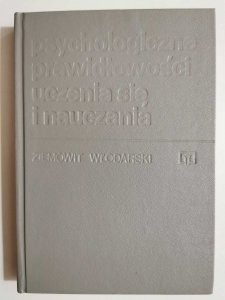 psychologiczne
prawidłowości
uczenia się
i nauczania
ZIEMOWIT WŁODARSKI